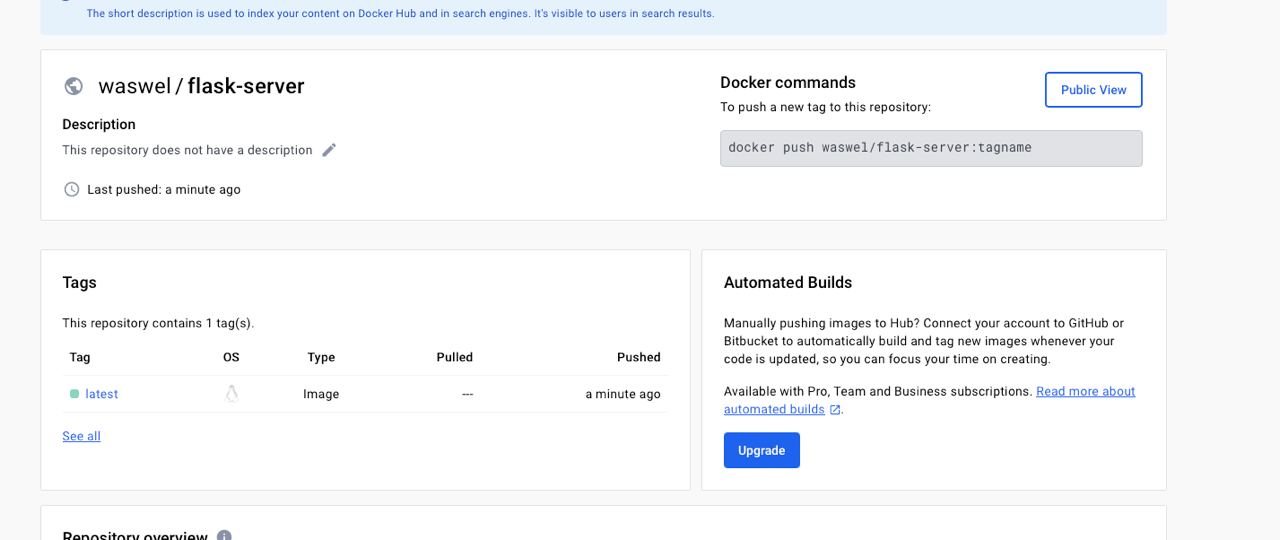 The short description is used to index your content on Docker Hub and in search engines. It's visible to users in search results.
waswel / flask-server
Description
This repository does not have a description
Last pushed: a minute ago
Docker commands
Public View
To push a new tag to this repository:
docker push waswel/flask-server:tagname
Tags
This repository contains 1 tag(s).
Tag OS Type Pulled Pushed
latest Image --- a minute ago
See all
Automated Builds
Manually pushing images to Hub? Connect your account to GitHub or
Bitbucket to automatically build and tag new images whenever your
code is updated, so you can focus your time on creating.
Available with Pro, Team and Business subscriptions. Read more about
automated builds.
Upgrade
Repository overview